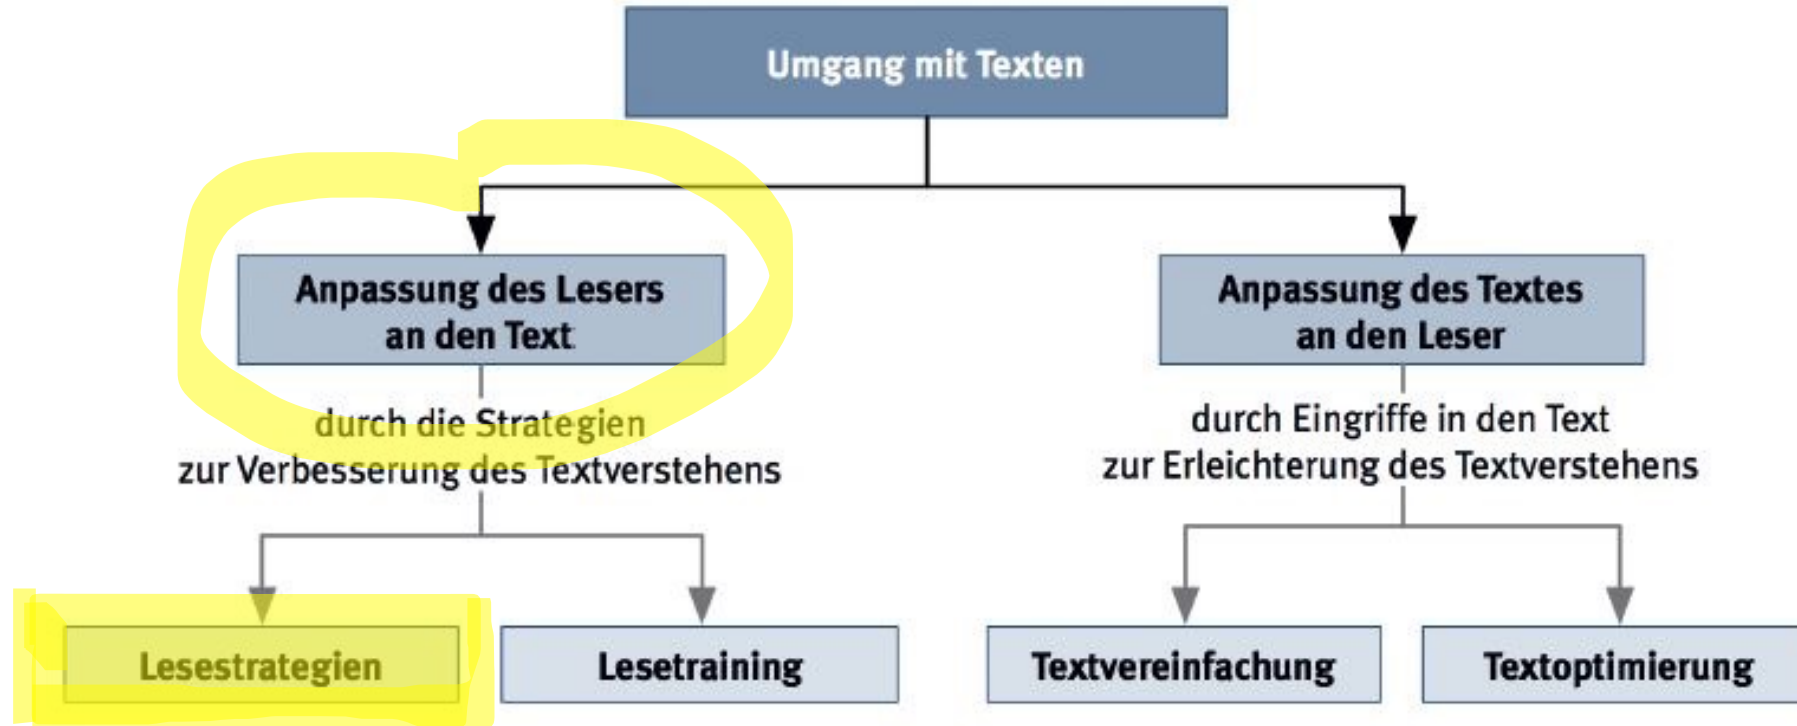 Umgang mit Texten
Anpassung des Lesers
an den Text
durch die Strategien
zur Verbesserung des Textverstehens
Lesestrategien
Lesetraining
Anpassung des Textes
an den Leser
durch Eingriffe in den Text
zur Erleichterung des Textverstehens
Textvereinfachung
Textoptimierung